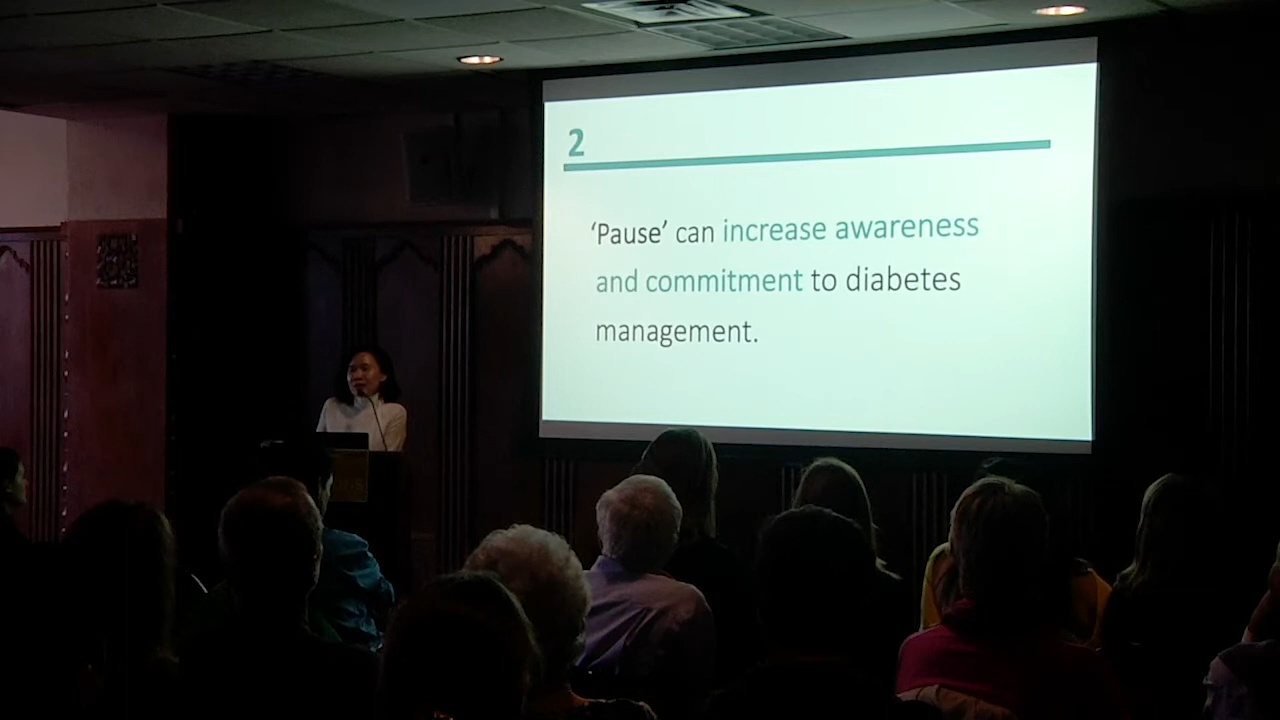 2
‘Pause’ can increase awareness
and commitment to diabetes
management.